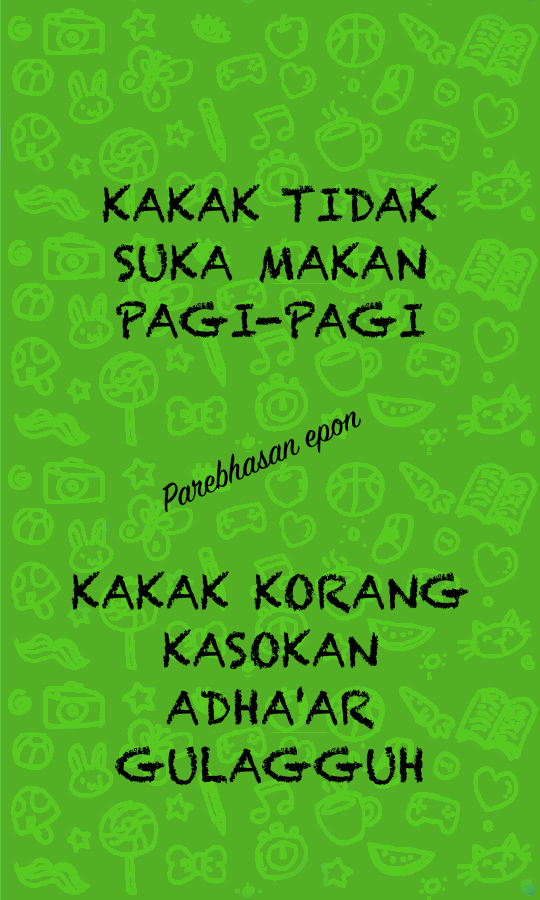 KAKAK TIDAK
SUKA MAKAN
PAGI-PAGI
Parebhasan epon
KAKAK KORANG
KASOKAN
ADHA'AR
GULAGGUH